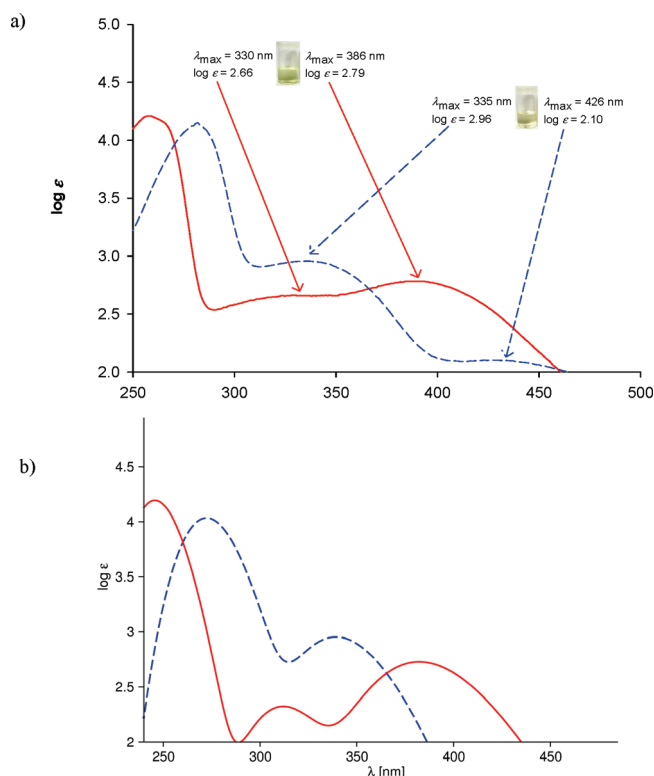 a)
5.0
λmax = 330 nm λmax = 386 nm
log ε = 2.66 log ε = 2.79
4.5
λmax = 335 nm λmax = 426 nm
log ε = 2.96 log ε = 2.10
4.0
log ε
3.5
3.0
2.5
2.0
250 300 350 400 450 500
b)
4.5
4
log ε
3.5
3
2.5
2
250 300 350 400 450
λ [nm]